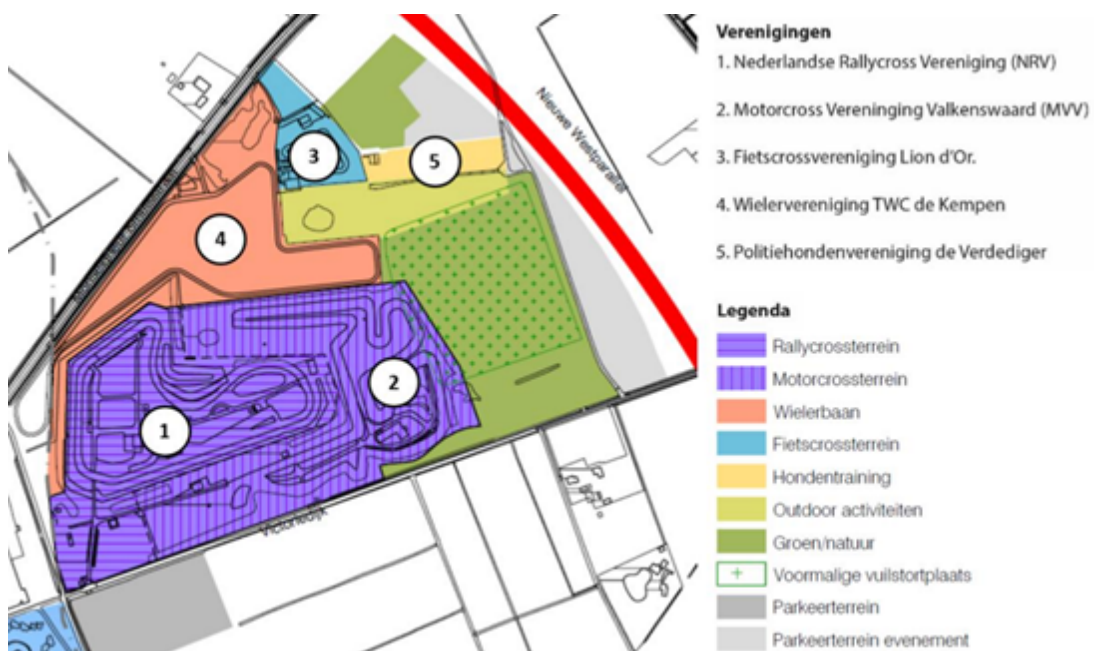 Verenigingen
1. Nederlandse Rallycross Vereniging (NRV)
2. Motorcross Vereninging Valkenswaard (MVV)
3. Fietscrossvereniging Lion d'Or.
4. Wielervereniging TWC de Kempen
5. Politiehondenvereniging de Verdediger
Legenda
Rallycrossterrein
Motorcrossterrein
Wielerbaan
Fietscrossterrein
Hondentraining
Outdoor activiteiten
Groen/natuur
Voormalige vuilstortplaats
Parkeerterrein
Parkeerterrein evenement
Nieuwe Westparallel
3
5
4
2
1
Victoriedijk